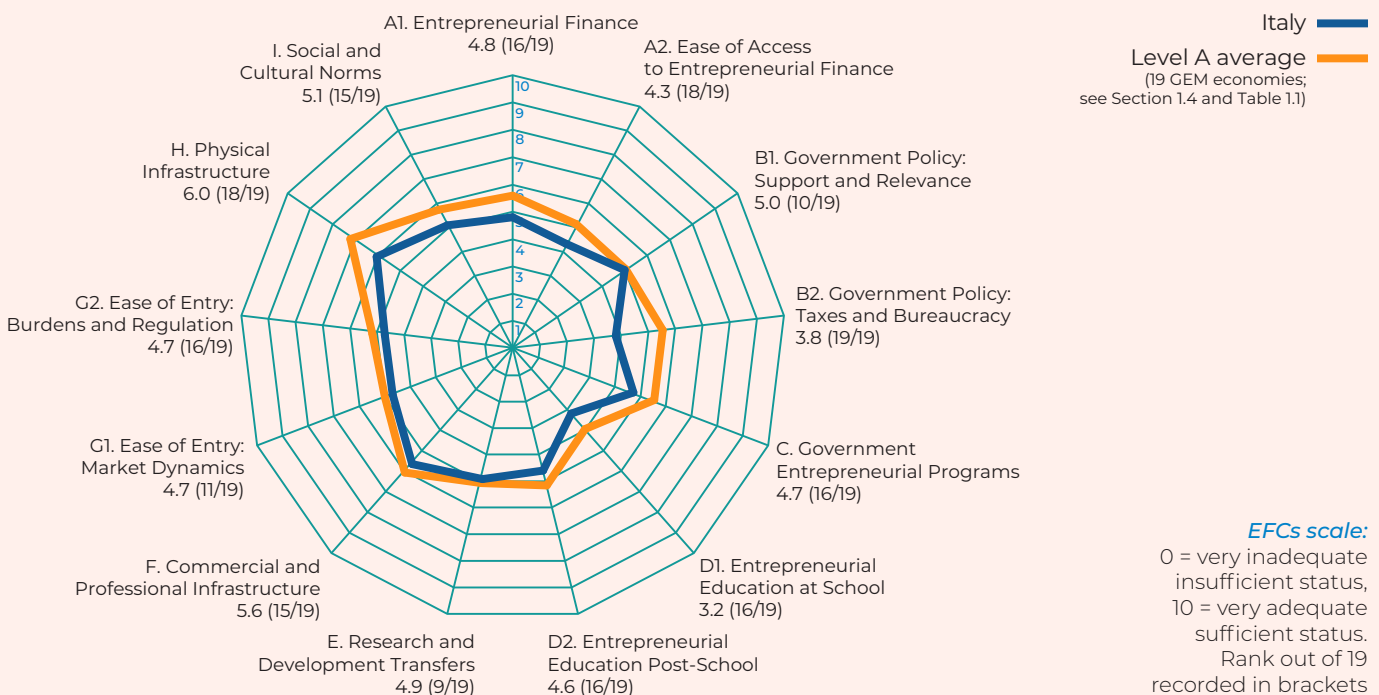 A1. Entrepreneurial Finance
4.8 (16/19)
A2. Ease of Access
to Entrepreneurial Finance
4.3 (18/19)
B1. Government Policy:
Support and Relevance
5.0 (10/19)
B2. Government Policy:
Taxes and Bureaucracy
3.8 (19/19)
C. Government
Entrepreneurial Programs
4.7 (16/19)
D1. Entrepreneurial
Education at School
3.2 (16/19)
D2. Entrepreneurial
Education Post-School
4.6 (16/19)
E. Research and
Development Transfers
4.9 (9/19)
F. Commercial and
Professional Infrastructure
5.6 (15/19)
G1. Ease of Entry:
Market Dynamics
4.7 (11/19)
G2. Ease of Entry:
Burdens and Regulation
4.7 (16/19)
H. Physical
Infrastructure
6.0 (18/19)
I. Social and
Cultural Norms
5.1 (15/19)
10
9
8
7
6
5
4
3
2
1
Italy
Level A average
(19 GEM economies;
see Section 1.4 and Table 1.1)
EFCs scale:
0 = very inadequate
insufficient status,
10 = very adequate
sufficient status.
Rank out of 19
recorded in brackets